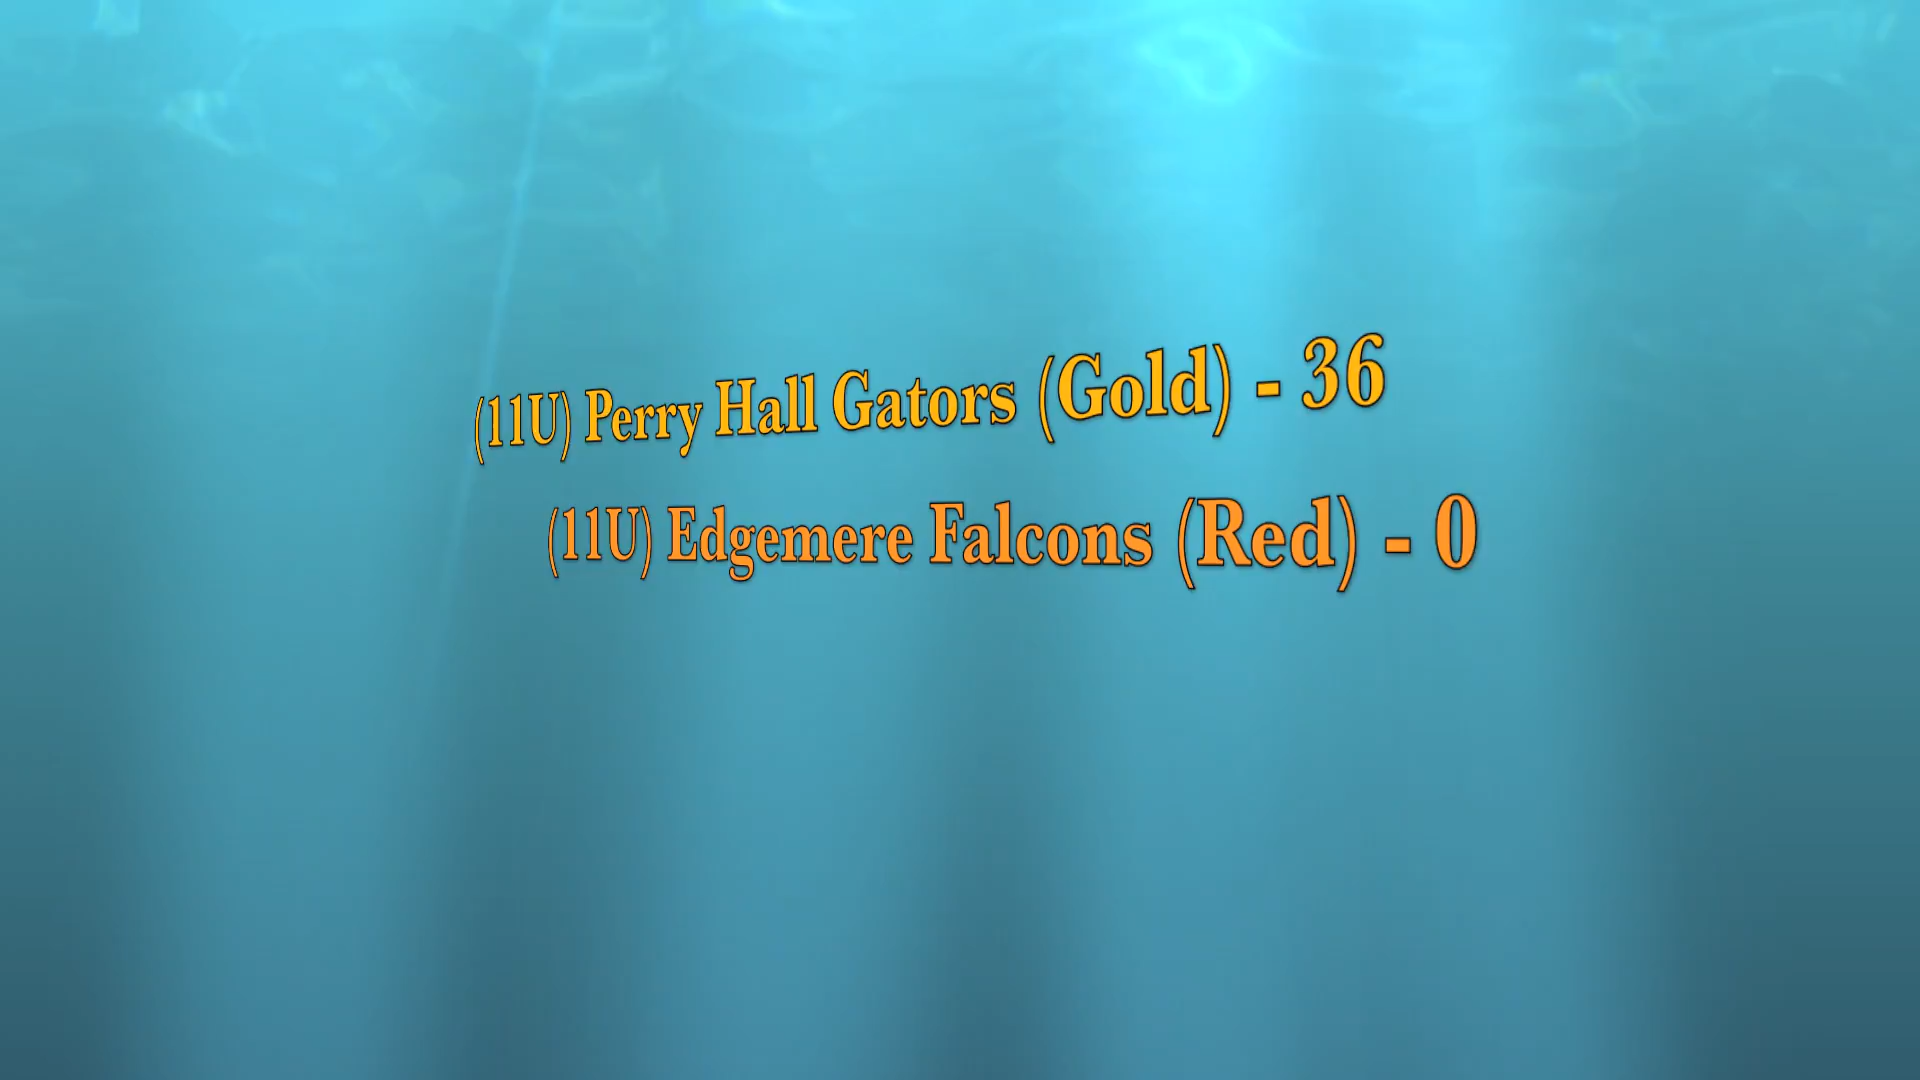 (11U) Perry Hall Gators (Gold) - 36
(11U) Edgemere Falcons (Red) - 0